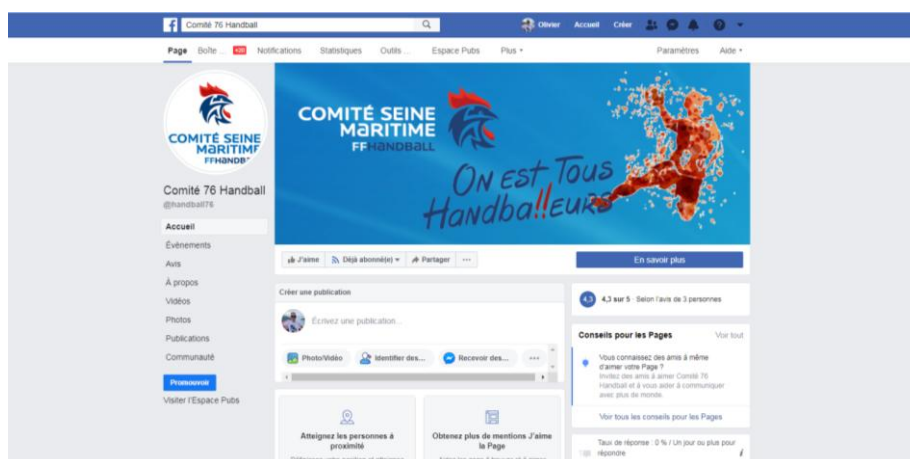 Comité 76 Handball
Olivier Accueil Créer
Page Boîte ... +20 Notifications Statistiques Outils ... Espace Pubs Plus
Paramètres Aide
COMITÉ SEINE
MARITIME
FFHANDB
COMITÉ SEINE
MARITIME
FFHANDBALL
ON EST TOUS
HANDBALLEURS
Comité 76 Handball
@handball76
Accueil
Évènements
Avis
À propos
Vidéos
Photos
Publications
Communauté
Promouvoir
Visiter l'Espace Pubs
J'aime Déjà abonné(e) Partager ...
En savoir plus
Créer une publication
Écrivez une publication...
Photo/Vidéo Identifier des... Recevoir des... ...
Atteignez les personnes à
proximité
Obtenez plus de mentions J'aime
la Page
4,3 4,3 sur 5 · Selon l'avis de 3 personnes
Conseils pour les Pages Voir tout
Vous connaissez des amis à même
d'aimer votre Page ?
Invitez des amis à aimer Comité 76
Handball et à vous aider à communiquer
avec plus de monde.
Voir tous les conseils pour les Pages
Taux de réponse : 0 % / Un jour ou plus pour
répondre